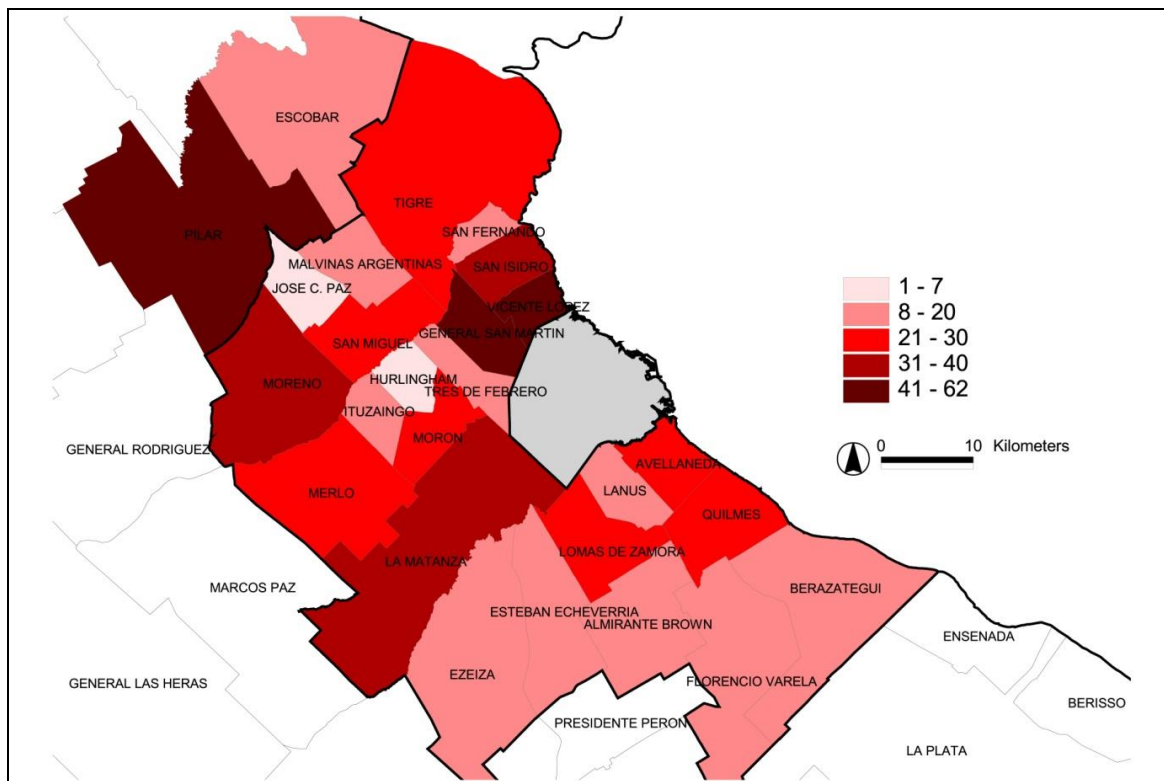 ESCOBAR
TIGRE
PILAR
SAN FERNANDO
MALVINAS ARGENTINAS
SAN ISIDRO
JOSE C. PAZ
VICENTE LOPEZ
GENERAL SAN MARTIN
SAN MIGUEL
HURLINGHAM
MORENO
TRES DE FEBRERO
ITUZAINGO
MORON
GENERAL RODRIGUEZ
MERLO
AVELLANEDA
LANUS
QUILMES
LOMAS DE ZAMORA
LA MATANZA
MARCOS PAZ
BERAZATEGUI
ESTEBAN ECHEVERRIA
ALMIRANTE BROWN
ENSENADA
EZEIZA
GENERAL LAS HERAS
FLORENCIO VARELA
BERISSO
PRESIDENTE PERON
LA PLATA
1 - 7
8 - 20
21 - 30
31 - 40
41 - 62
0 10 Kilometers